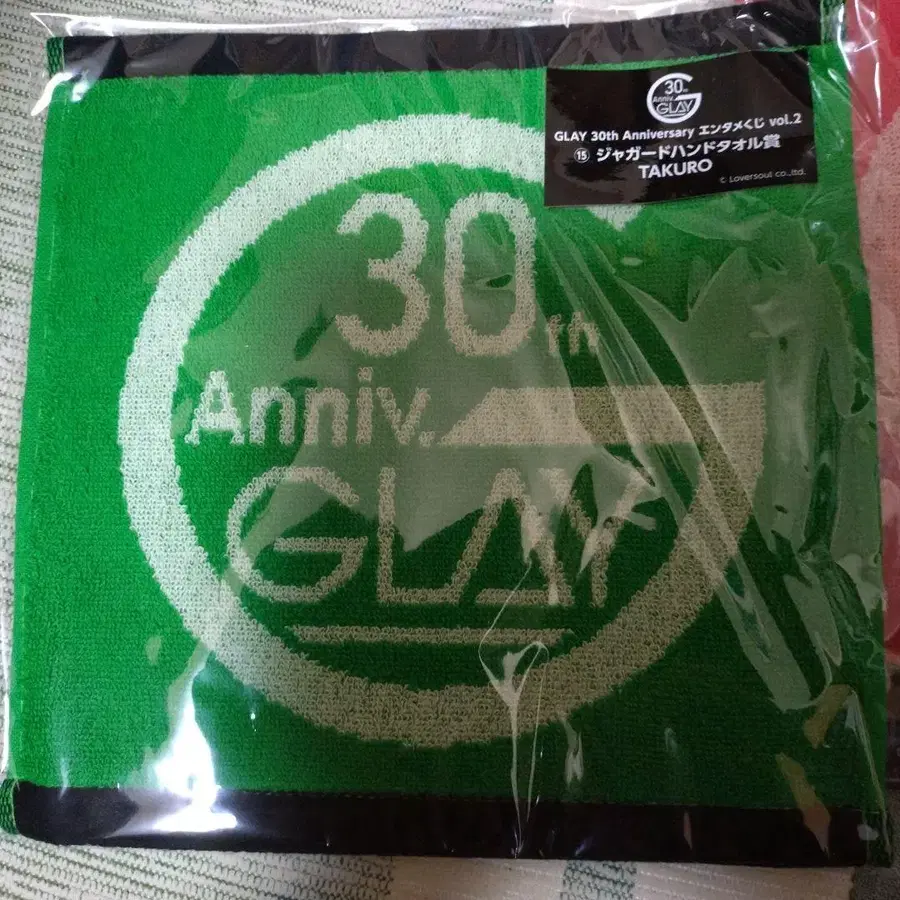 30th
Anniv.
GLAY
GLAY 30th Anniversary エンタメくじ vol.2
⑮ ジャガードハンドタオル賞
TAKURO
© Loversoul co.,ltd.
30th
Anniv.
GLAY